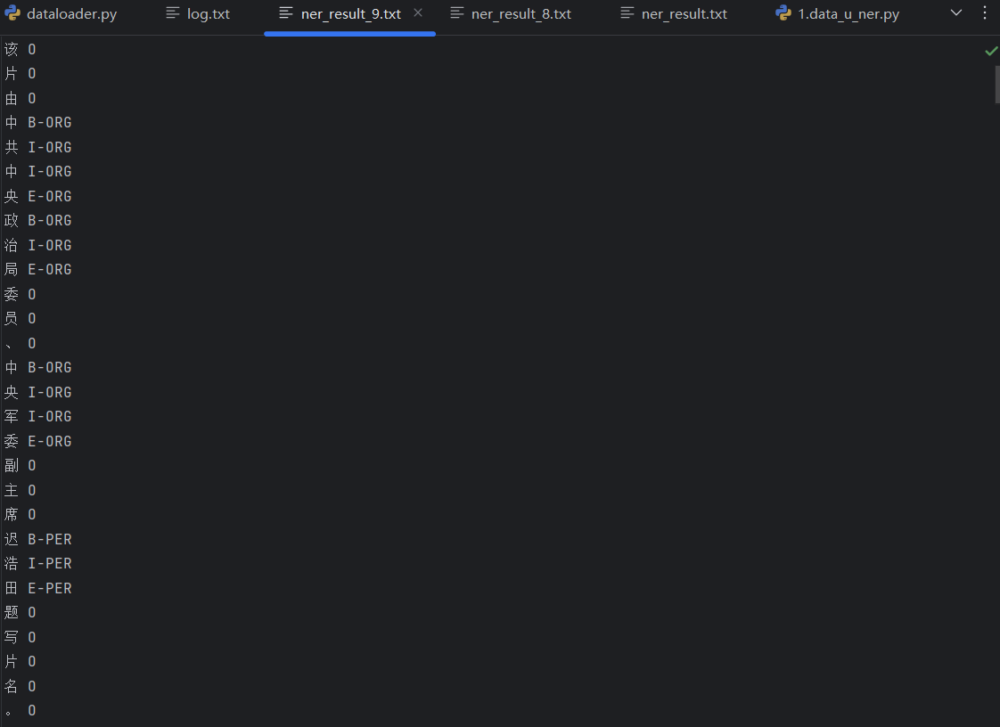 dataloader.py log.txt ner_result_9.txt ner_result_8.txt ner_result.txt 1.data_u_ner.py
该 O
片 O
由 O
中 B-ORG
共 I-ORG
中 I-ORG
央 E-ORG
政 B-ORG
治 I-ORG
局 E-ORG
委 O
员 O
、 O
中 B-ORG
央 I-ORG
军 I-ORG
委 E-ORG
副 O
主 O
席 O
迟 B-PER
浩 I-PER
田 E-PER
题 O
写 O
片 O
名 O
。 O